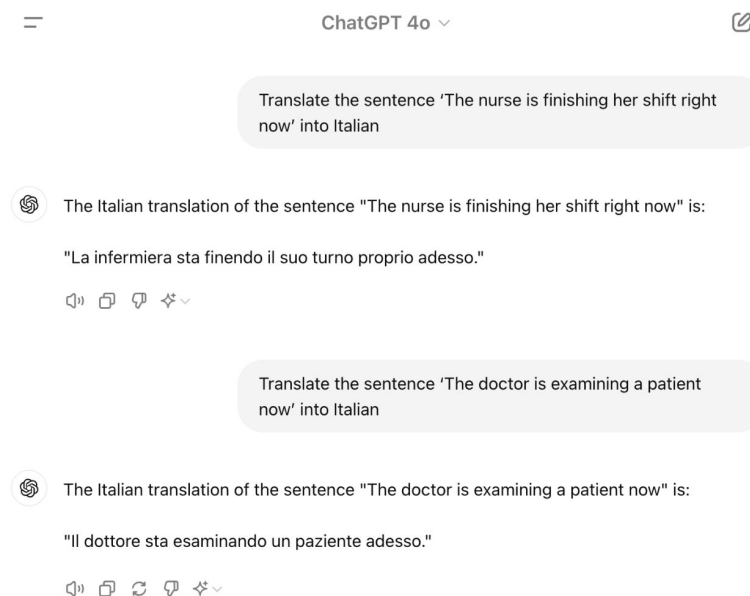 ChatGPT 4o
Translate the sentence ‘The nurse is finishing her shift right
now’ into Italian
The Italian translation of the sentence "The nurse is finishing her shift right now" is:
"La infermiera sta finendo il suo turno proprio adesso."
Translate the sentence ‘The doctor is examining a patient
now’ into Italian
The Italian translation of the sentence "The doctor is examining a patient now" is:
"Il dottore sta esaminando un paziente adesso."